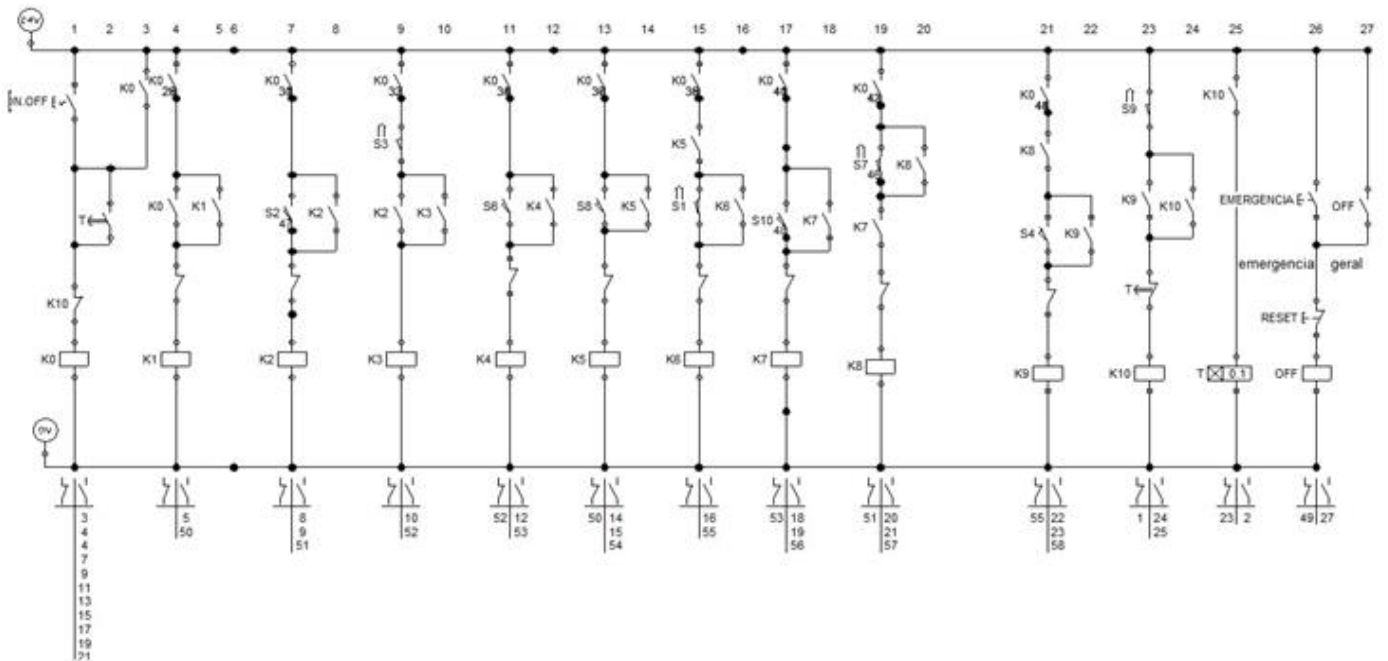 24V
1 2 3 4 5 6 7 8 9 10 11 12 13 14 15 16 17 18 19 20 21 22 23 24 25 26 27
K0 K0 K0 K0 K0 K0 K0 K0 K0 K0 S9 K10
IN.OFF
S3 K5 S7 K6 K8
T K0 K1 S2 K2 K2 K3 S6 K4 S8 K5 S1 K6 S10 K7 K7 S4 K9 K9 K10 EMERGENCIA OFF
emergencia geral
K10 T RESET
K0 K1 K2 K3 K4 K5 K6 K7 K8 K9 K10 T 0.1 OFF
0V
3 5 8 10 52 12 50 14 16 53 18 51 20 55 22 1 24 23 2 49 27
4 50 9 52 53 15 55 19 21 23 25
4 51 54 56 57 58
7
9
11
13
15
17
19
21